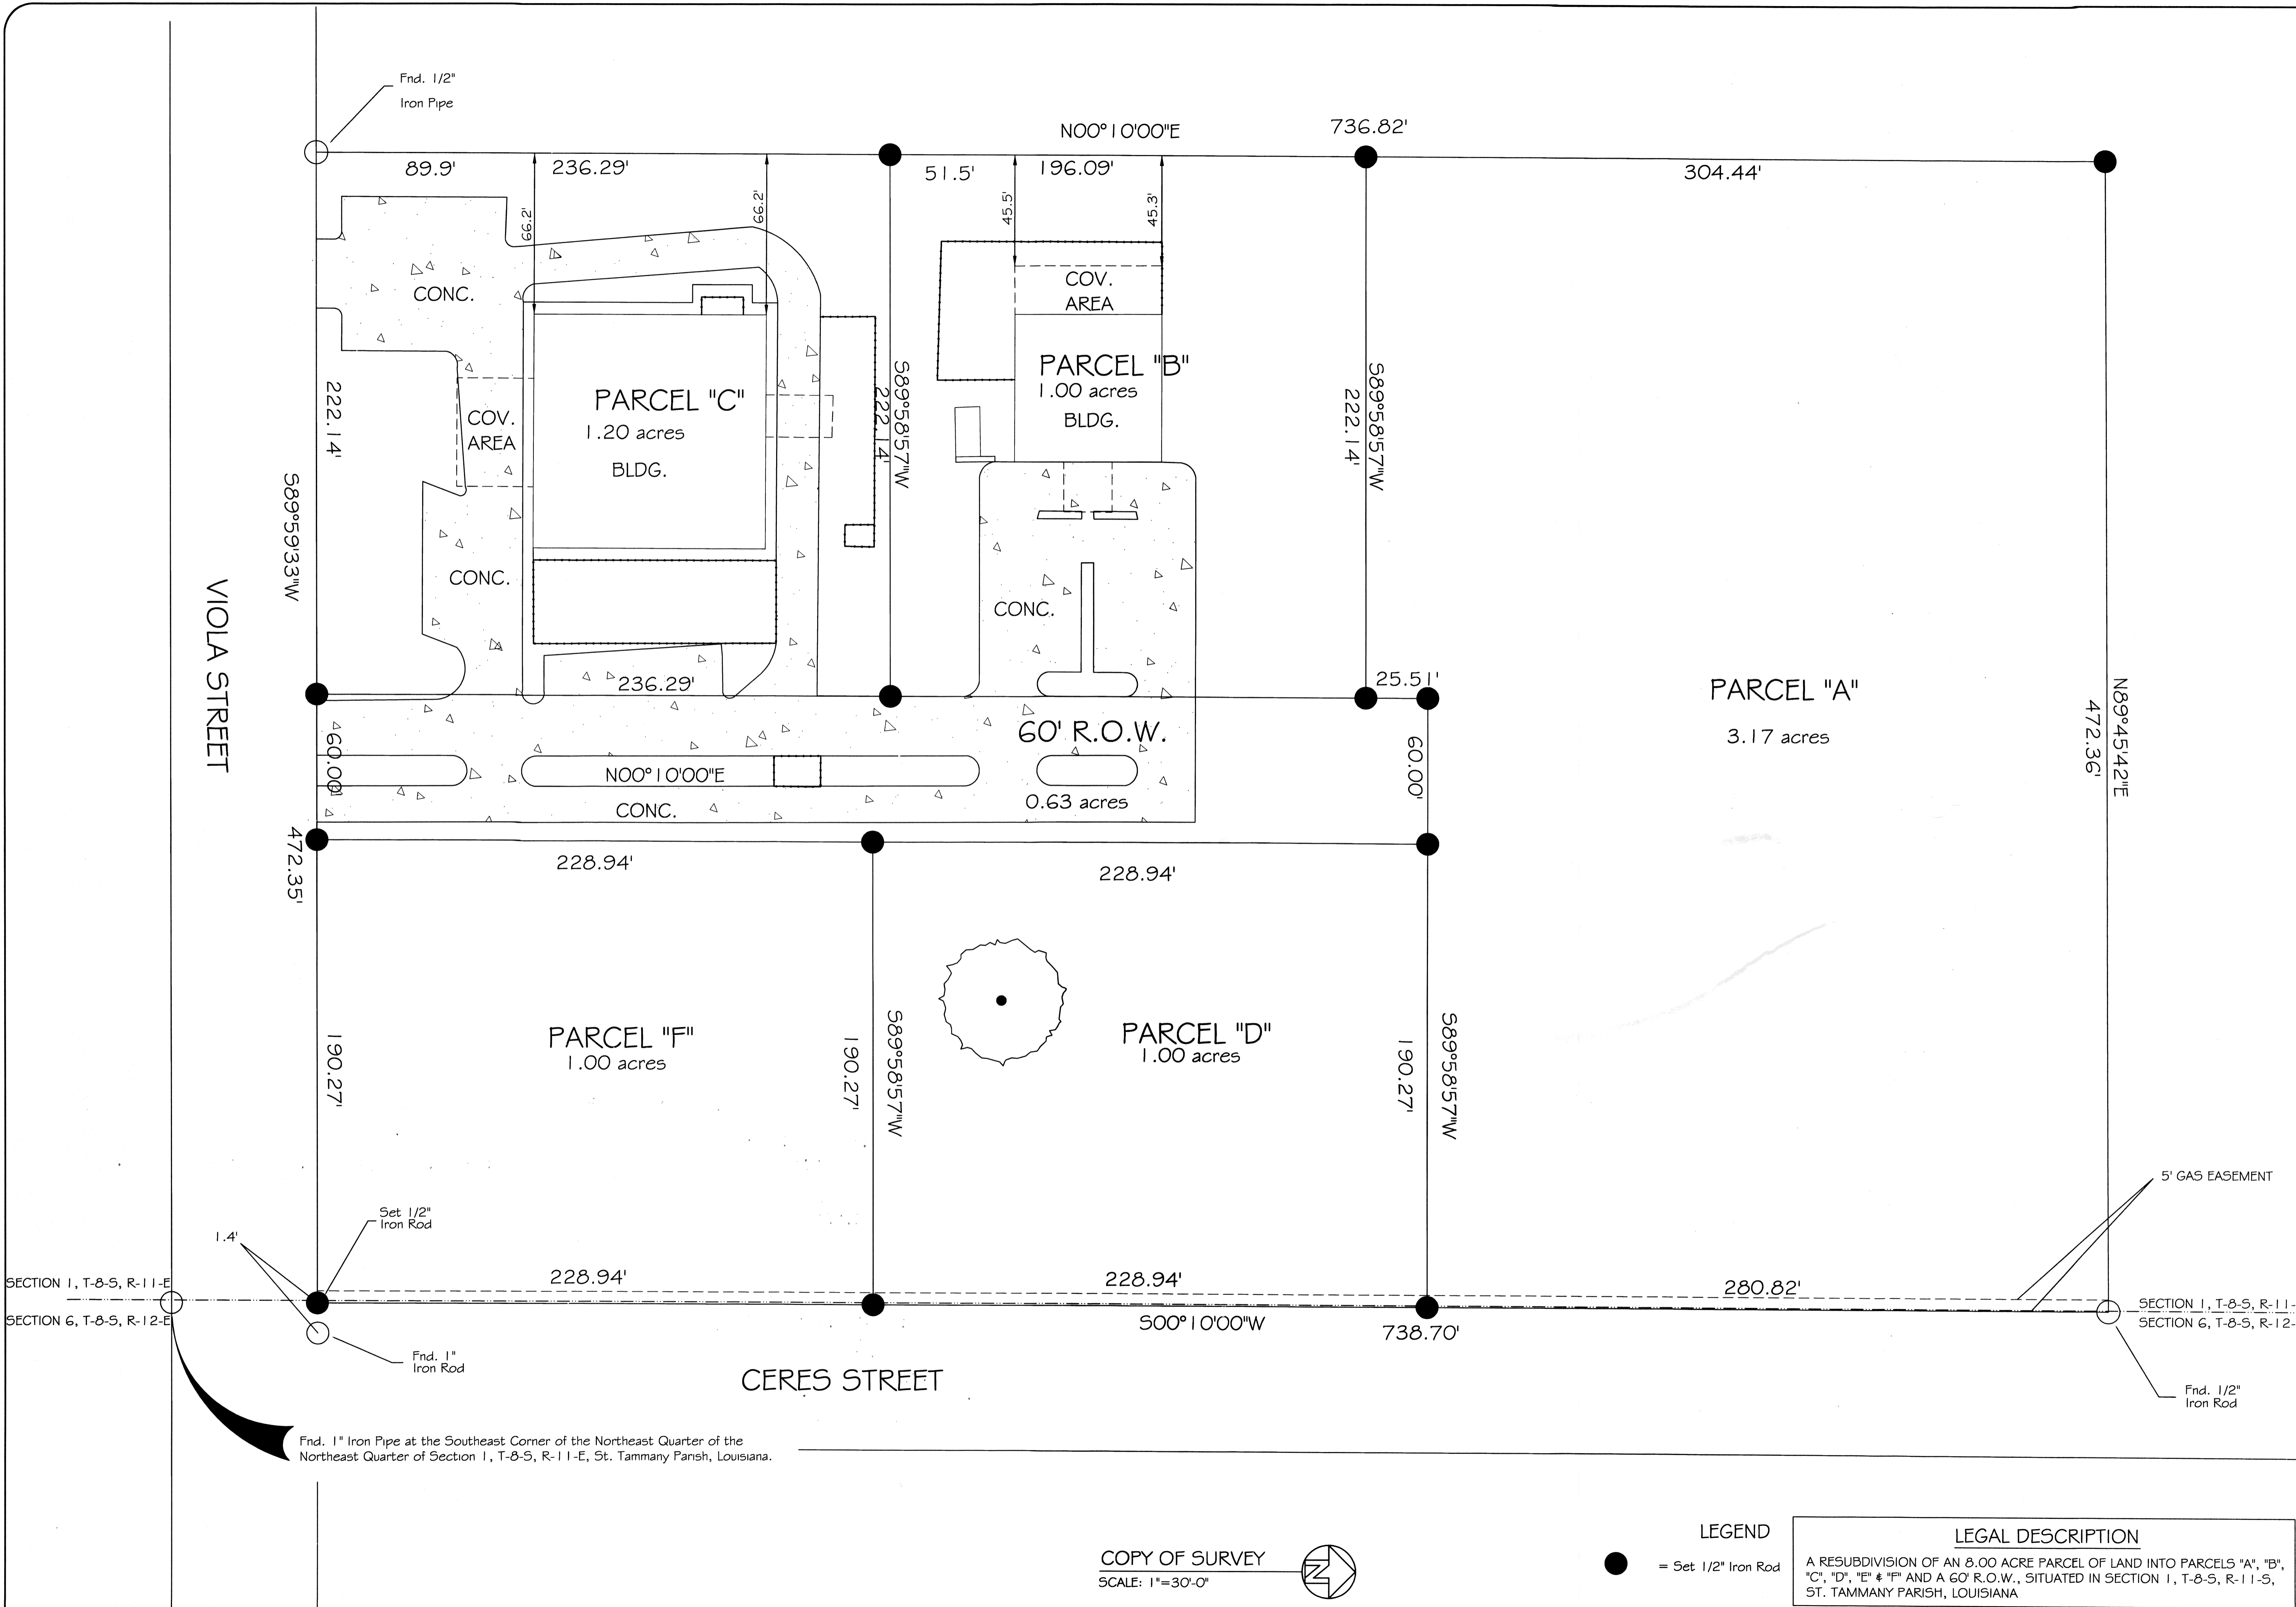 Fnd. 1/2"
Iron Pipe
N00°10'00"E
736.82'
89.9'
236.29'
51.5'
196.09'
304.44'
66.2'
66.2'
45.5'
45.3'
CONC.
COV.
AREA
PARCEL "C"
1.20 acres
BLDG.
COV.
AREA
PARCEL "B"
1.00 acres
BLDG.
222.14'
S89°59'33"W
S89°58'57"W
222.14'
S89°58'57"W
222.14'
COV.
AREA
CONC.
CONC.
VIOLA STREET
236.29'
25.51'
PARCEL "A"
3.17 acres
N89°45'42"E
472.36'
60.00'
60' R.O.W.
60.00'
N00°10'00"E
0.63 acres
CONC.
472.35'
228.94'
228.94'
PARCEL "F"
1.00 acres
PARCEL "D"
1.00 acres
190.27'
190.27'
S89°58'57"W
190.27'
S89°58'57"W
5' GAS EASEMENT
Set 1/2"
Iron Rod
1.4'
228.94'
228.94'
280.82'
SECTION 1, T-8-S, R-11-E
SECTION 6, T-8-S, R-12-E
SECTION 1, T-8-S, R-11-
SECTION 6, T-8-S, R-12-
S00°10'00"W
738.70'
Fnd. 1"
Iron Rod
CERES STREET
Fnd. 1/2"
Iron Rod
Fnd. 1" Iron Pipe at the Southeast Corner of the Northeast Quarter of the
Northeast Quarter of Section 1, T-8-S, R-11-E, St. Tammany Parish, Louisiana.
COPY OF SURVEY
SCALE: 1"=30'-0"
N
LEGEND
= Set 1/2" Iron Rod
LEGAL DESCRIPTION
A RESUBDIVISION OF AN 8.00 ACRE PARCEL OF LAND INTO PARCELS "A", "B",
"C", "D", "E" & "F" AND A 60' R.O.W., SITUATED IN SECTION 1, T-8-S, R-11-S,
ST. TAMMANY PARISH, LOUISIANA